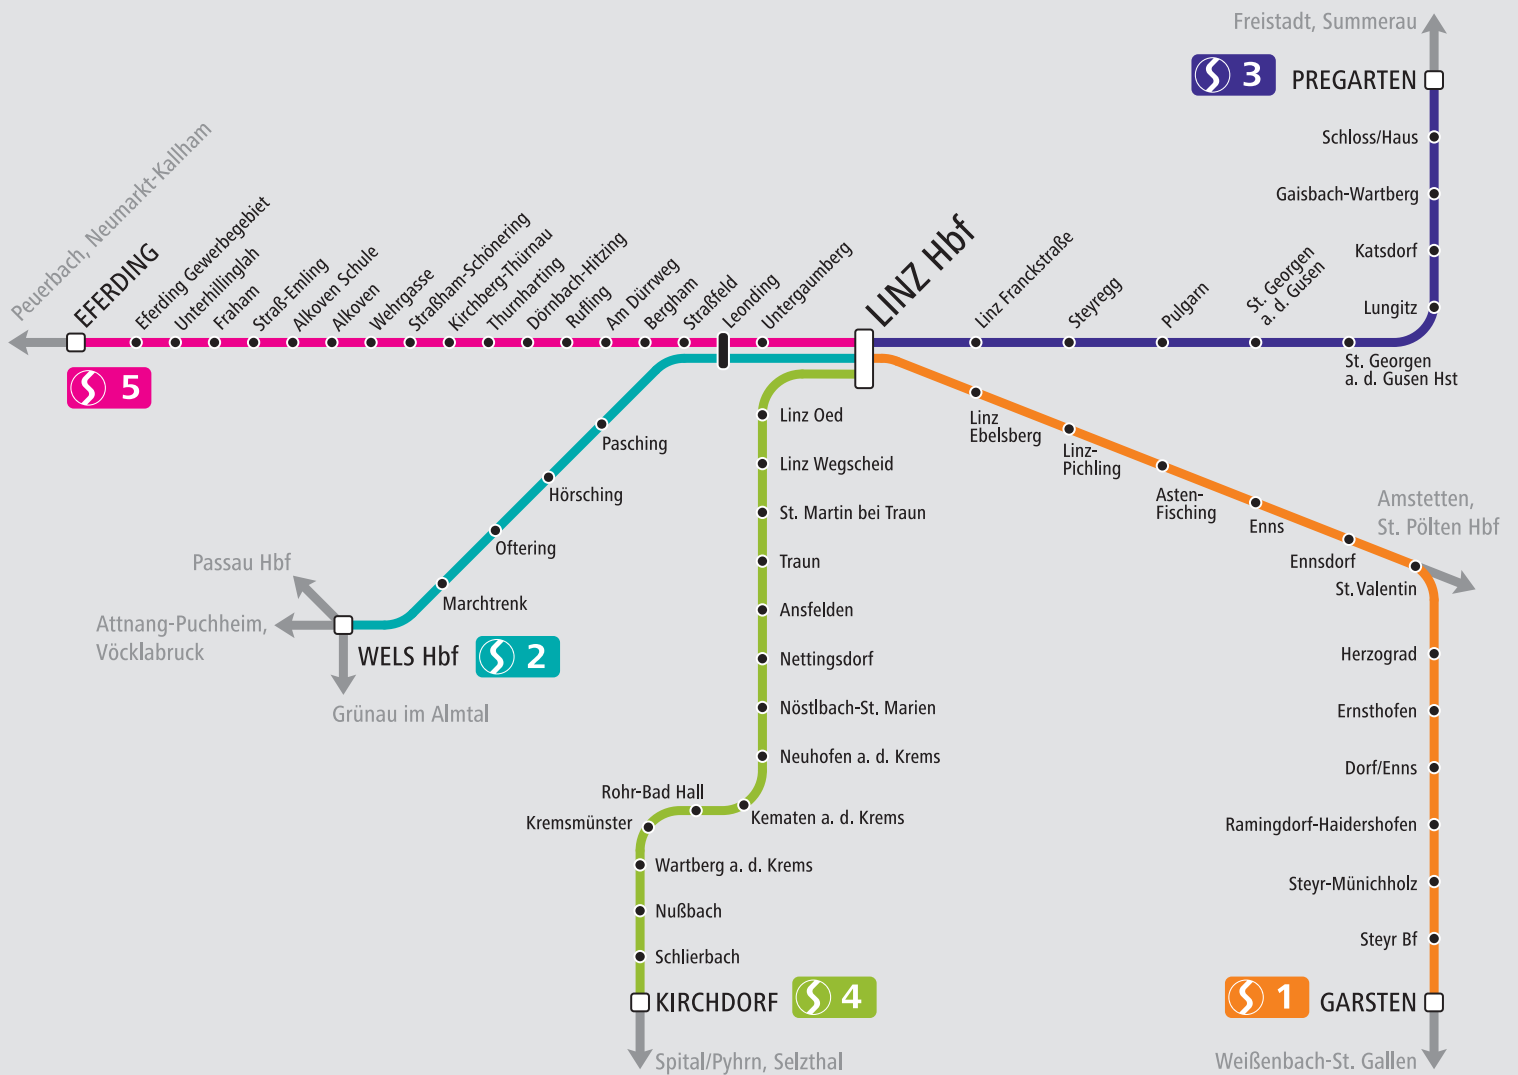 Freistadt, Summerau
S 3
PREGARTEN
Schloss/Haus
Gaisbach-Wartberg
Katsdorf
Lungitz
St. Georgen
a. d. Gusen Hst
St. Georgen
a. d. Gusen
Pulgarn
Steyregg
Linz Franckstraße
LINZ Hbf
Untergaumberg
Leonding
Straßfeld
Bergham
Am Dürrweg
Rufling
Dörnbach-Hitzing
Thurnharting
Kirchberg-Thürnau
Straßham-Schönering
Wehrgasse
Alkoven
Alkoven Schule
Straß-Emling
Fraham
Unterhillinglah
Eferding Gewerbegebiet
EFERDING
Peuerbach, Neumarkt-Kallham
S 5
Pasching
Hörsching
Oftering
Marchtrenk
WELS Hbf
S 2
Passau Hbf
Attnang-Puchheim,
Vöcklabruck
Grünau im Almtal
Linz Oed
Linz Wegscheid
St. Martin bei Traun
Traun
Ansfelden
Nettingsdorf
Nöstlbach-St. Marien
Neuhofen a. d. Krems
Kematen a. d. Krems
Rohr-Bad Hall
Kremsmünster
Wartberg a. d. Krems
Nußbach
Schlierbach
KIRCHDORF
S 4
Spital/Pyhrn, Selzthal
Linz
Ebelsberg
Linz-
Pichling
Asten-
Fisching
Enns
Ennsdorf
St. Valentin
Amstetten,
St. Pölten Hbf
Herzograd
Ernsthofen
Dorf/Enns
Ramingdorf-Haidershofen
Steyr-Münichholz
Steyr Bf
S 1
GARSTEN
Weißenbach-St. Gallen